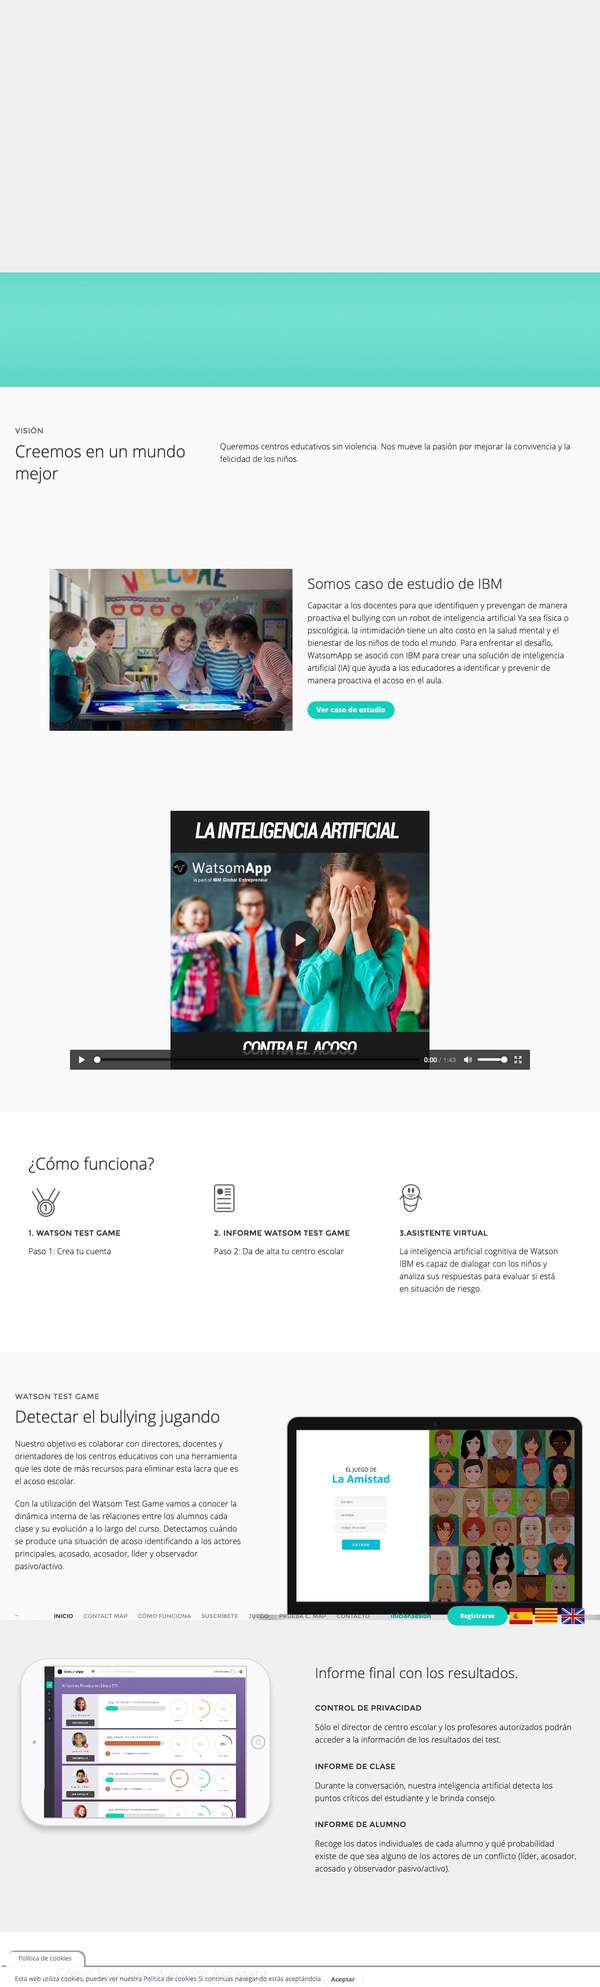 VISIÓN
Creemos en un mundo
mejor
Queremos centros educativos sin violencia. Nos mueve la pasión por mejorar la convivencia y la
felicidad de los niños.
WELCOME
Somos caso de estudio de IBM
Capacitar a los docentes para que identifiquen y prevengan de manera
proactiva el bullying con un robot de inteligencia artificial Ya sea física o
psicológica, la intimidación tiene un alto costo en la salud mental y el
bienestar de los niños de todo el mundo. Para enfrentar el desafío,
WatsomApp se asoció con IBM para crear una solución de inteligencia
artificial (IA) que ayuda a los educadores a identificar y prevenir de
manera proactiva el acoso en el aula.
Ver caso de estudio
LA INTELIGENCIA ARTIFICIAL
WatsomApp
is part of IBM Global Entrepreneur
CONTRA EL ACOSO
0:00 / 1:43
¿Cómo funciona?
1. WATSON TEST GAME
Paso 1: Crea tu cuenta
2. INFORME WATSOM TEST GAME
Paso 2: Da de alta tu centro escolar
3.ASISTENTE VIRTUAL
La inteligencia artificial cognitiva de Watson
IBM es capaz de dialogar con los niños y
analiza sus respuestas para evaluar si está
en situación de riesgo.
WATSON TEST GAME
Detectar el bullying jugando
Nuestro objetivo es colaborar con directores, docentes y
orientadores de los centros educativos con una herramienta
que les dote de más recursos para eliminar esta lacra que es
el acoso escolar.
Con la utilización del Watsom Test Game vamos a conocer la
dinámica interna de las relaciones entre los alumnos cada
clase y su evolución a lo largo del curso. Detectamos cuándo
se produce una situación de acoso identificando a los actores
principales, acosado, acosador, líder y observador
pasivo/activo.
EL JUEGO DE
La Amistad
ENTRAR
INICIO CONTACT MAP CÓMO FUNCIONA SUSCRÍBETE JUEGO PRUEBA C. MAP CONTACTO Iniciar sesión Registrarse
WatsomApp
Informe final con los resultados.
CONTROL DE PRIVACIDAD
Sólo el director de centro escolar y los profesores autorizados podrán
acceder a la información de los resultados del test.
INFORME DE CLASE
Durante la conversación, nuestra inteligencia artificial detecta los
puntos críticos del estudiante y le brinda consejo.
INFORME DE ALUMNO
Recoge los datos individuales de cada alumno y qué probabilidad
existe de que sea alguno de los actores de un conflicto (líder, acosador,
acosado y observador pasivo/activo).
Política de cookies
Cómo funciona Watsom Assistant
Esta web utiliza cookies, puedes ver nuestra Política de cookies Si continuas navegando estás aceptándola Aceptar